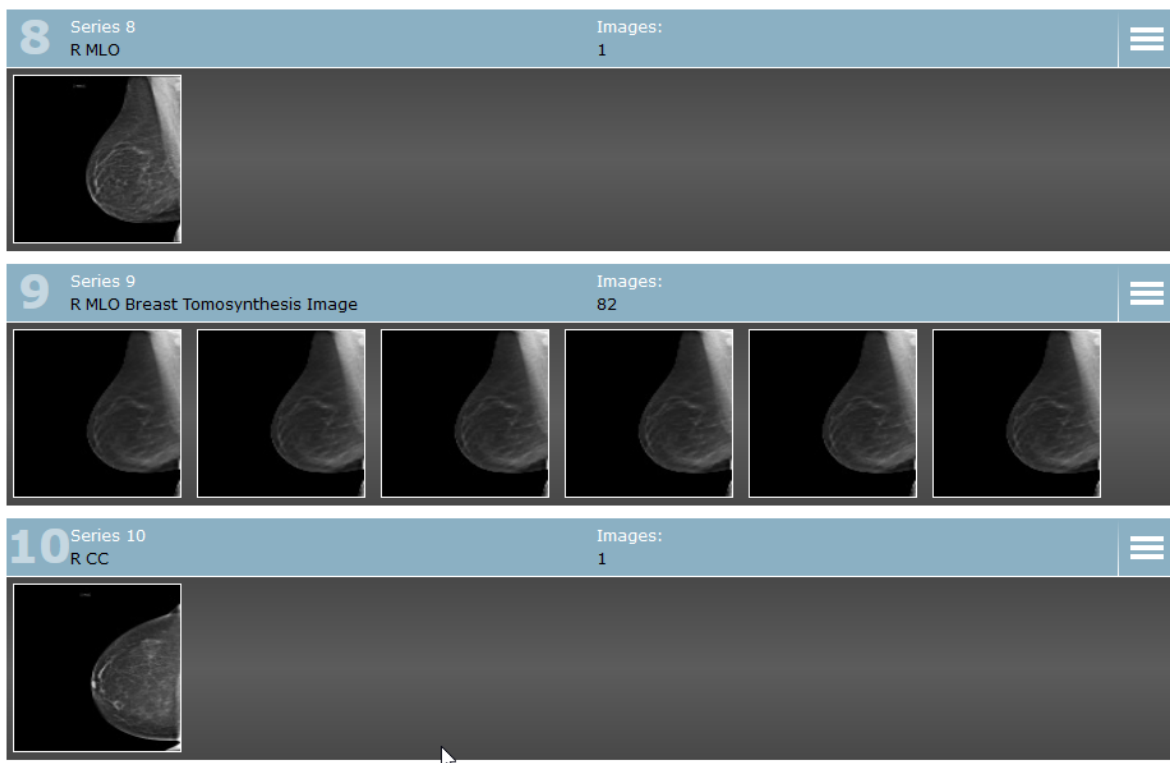 8
Series 8
Images:
R MLO
1
9
Series 9
Images:
R MLO Breast Tomosynthesis Image
82
10
Series 10
Images:
R CC
1